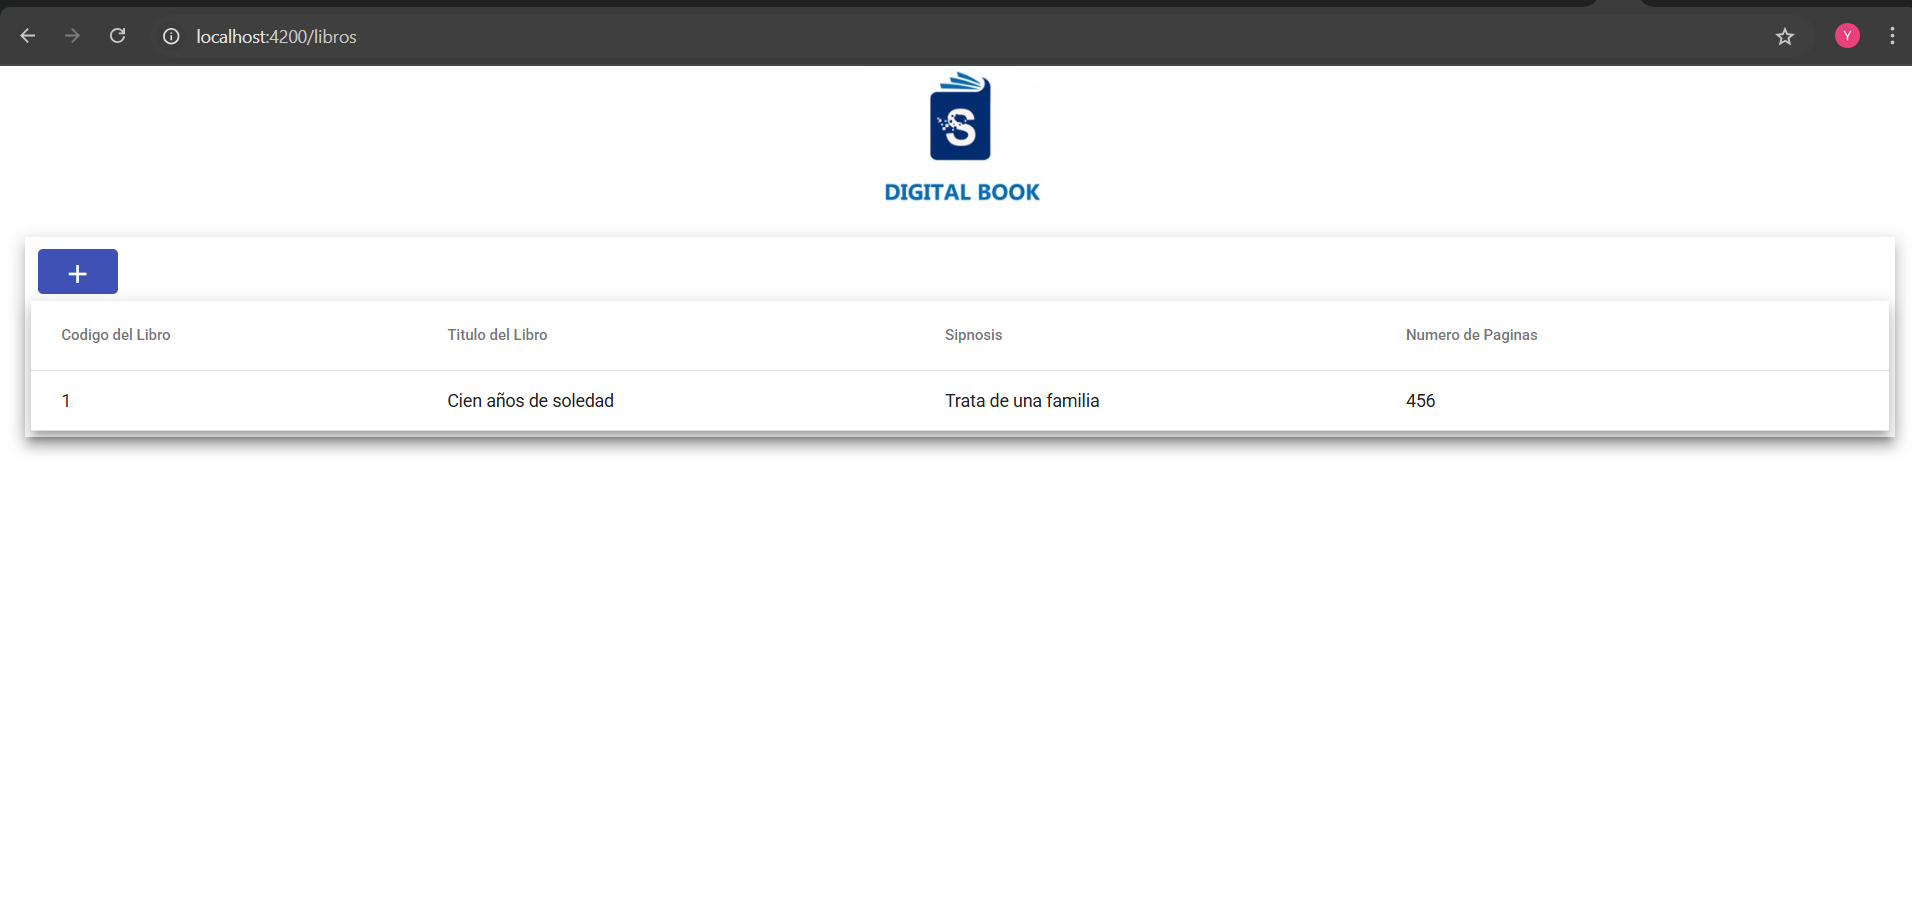 localhost:4200/libros
Y
S
DIGITAL BOOK
+
Codigo del Libro Titulo del Libro Sipnosis Numero de Paginas
1 Cien años de soledad Trata de una familia 456